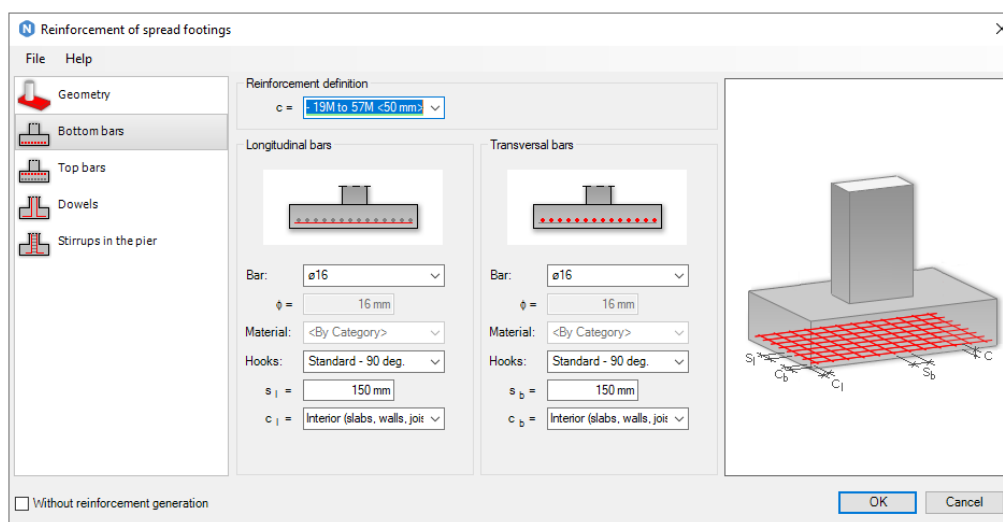 Reinforcement of spread footings
File Help
Geometry
Bottom bars
Top bars
Dowels
Stirrups in the pier
Reinforcement definition
c = - 19M to 57M <50 mm>
Longitudinal bars
Bar: ø16
ϕ = 16 mm
Material: <By Category>
Hooks: Standard - 90 deg.
s l = 150 mm
c l = Interior (slabs, walls, jois
Transversal bars
Bar: ø16
ϕ = 16 mm
Material: <By Category>
Hooks: Standard - 90 deg.
s b = 150 mm
c b = Interior (slabs, walls, jois
Sl
Cb
Cl
Sb
C
Without reinforcement generation
OK Cancel